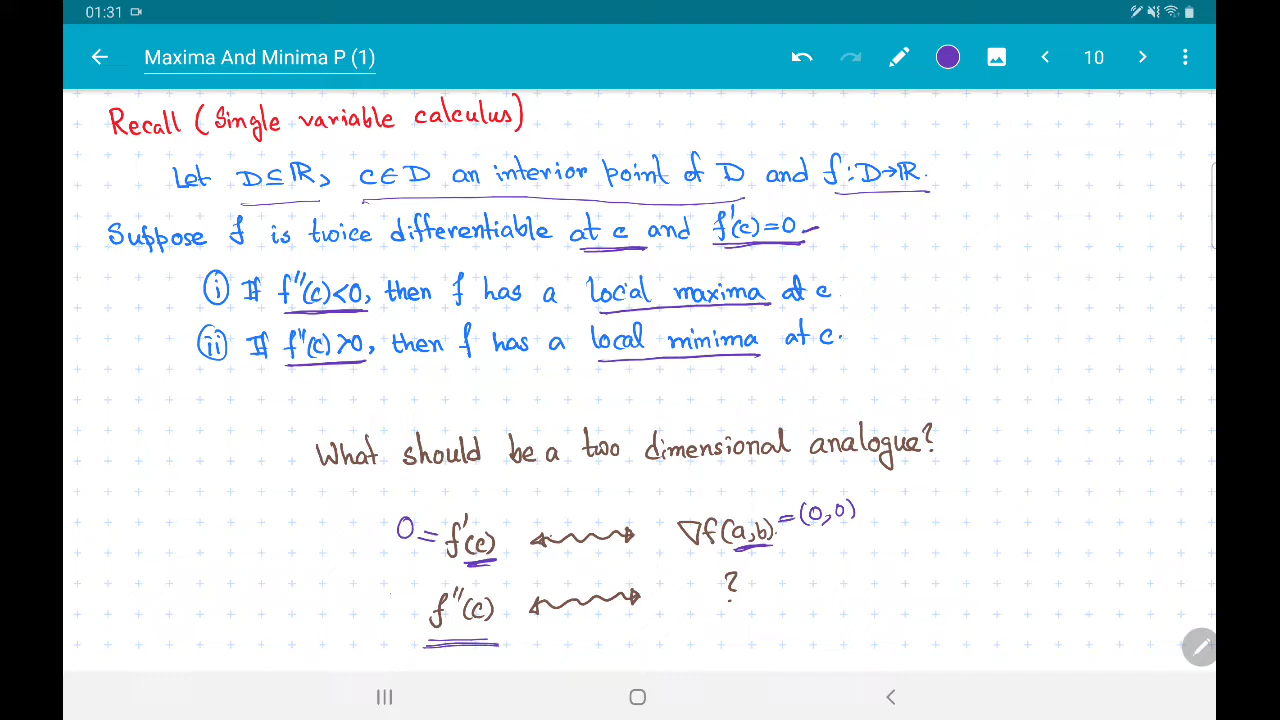 01:31
Maxima And Minima P (1)
10
Recall (Single variable calculus)
Let D⊆ℝ, c∈D an interior point of D and f:D→ℝ.
Suppose f is twice differentiable at c and f'(c)=0
(i) If f''(c)<0, then f has a local maxima at c
(ii) If f''(c)>0, then f has a local minima at c.
What should be a two dimensional analogue?
0=f'(c) ↔ ∇f(a,b)=(0,0)
f''(c) ↔ ?